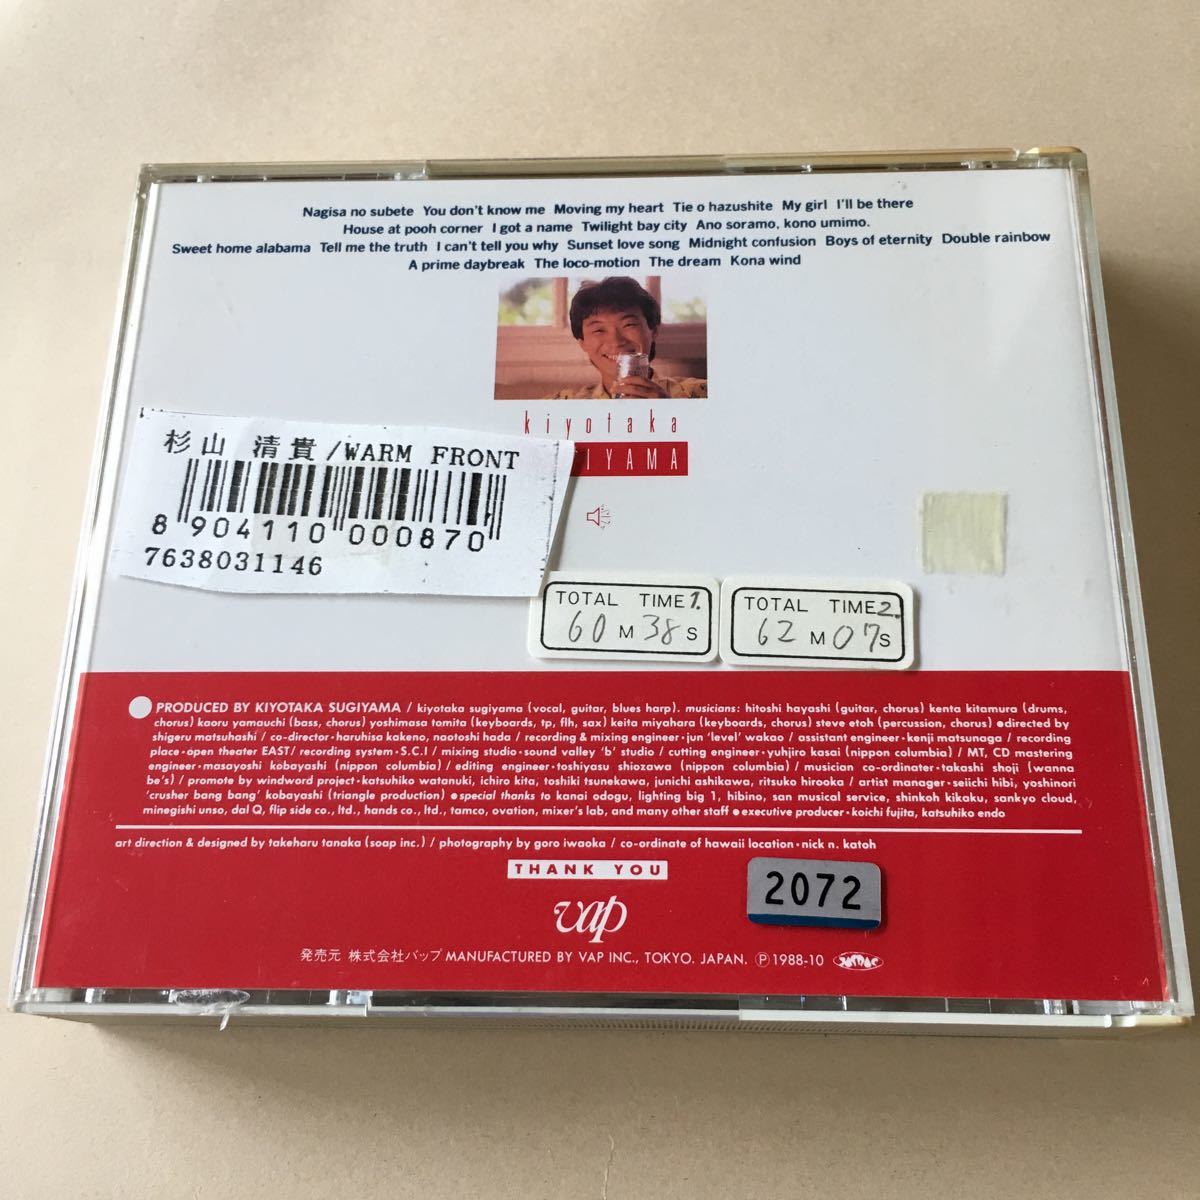 Nagisa no subete You don't know me Moving my heart Tie o hazushite My girl I'll be there
House at pooh corner I got a name Twilight bay city Ano soramo, kono umimo.
Sweet home alabama Tell me the truth I can't tell you why Sunset love song Midnight confusion Boys of eternity Double rainbow
A prime daybreak The loco-motion The dream Kona wind
kiyotaka
IYAMA
杉山 清貴/WARM FRONT
8 904110 000870
7638031146
TOTAL TIME 1.
60 M 38 S
TOTAL TIME 2.
62 M 07 S
PRODUCED BY KIYOTAKA SUGIYAMA / kiyotaka sugiyama (vocal, guitar, blues harp). musicians: hitoshi hayashi (guitar, chorus) kenta kitamura (drums,
chorus) kaoru yamauchi (bass, chorus) yoshimasa tomita (keyboards, tp, flh, sax) keita miyahara (keyboards, chorus) steve etoh (percussion, chorus) ●directed by
shigeru matsuhashi / co-director・haruhisa kakeno, naotoshi hada / recording & mixing engineer・jun 'level' wakao / assistant engineer・kenji matsunaga / recording
place・open theater EAST/ recording system・S.C.I / mixing studio・sound valley 'b' studio / cutting engineer・yuhjiro kasai (nippon columbia) / MT, CD mastering
engineer・masayoshi kobayashi (nippon columbia) / editing engineer・toshiyasu shiozawa (nippon columbia) / musician co-ordinater・takashi shoji (wanna
be's) / promote by windword project・katsuhiko watanuki, ichiro kita, toshiki tsunekawa, junichi ashikawa, ritsuko hirooka / artist manager・seiichi hibi, yoshinori
'crusher bang bang' kobayashi (triangle production) ●special thanks to kanai odogu, lighting big 1, hibino, san musical service, shinkoh kikaku, sankyo cloud,
minegishi unso, dal Q, flip side co., ltd., hands co., ltd., tamco, ovation, mixer's lab, and many other staff ●executive producer・koichi fujita, katsuhiko endo
art direction & designed by takeharu tanaka (soap inc.) / photography by goro iwaoka / co-ordinate of hawaii location・nick n. katoh
THANK YOU
2072
vap
発売元 株式会社バップ MANUFACTURED BY VAP INC., TOKYO. JAPAN. Ⓟ1988-10 JASRAC